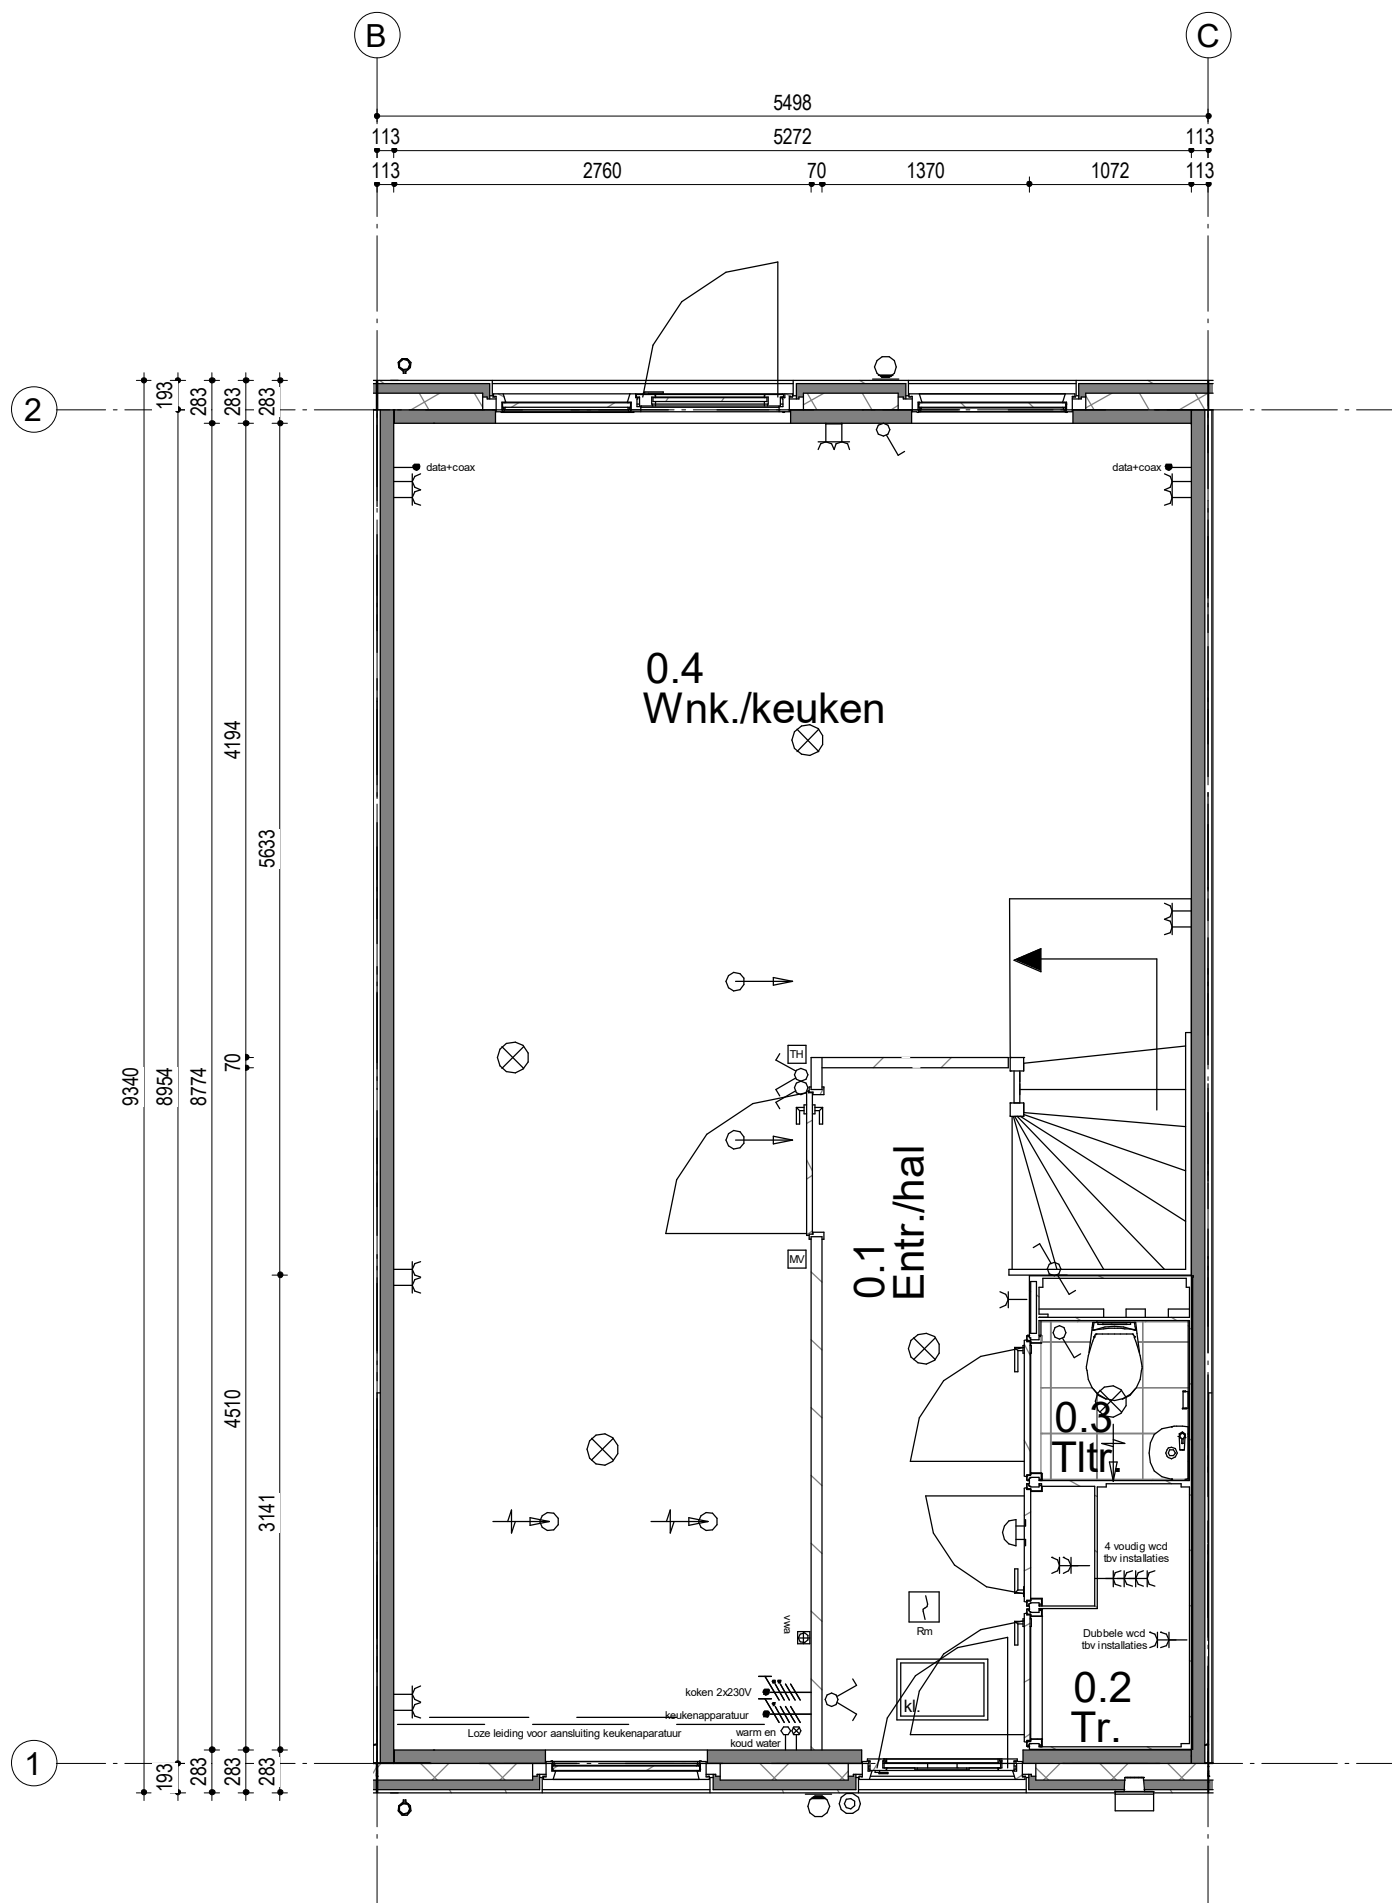 B
C
5498
113
5272
113
113
2760
70
1370
1072
113
2
193
283
283
283
data+coax
data+coax
0.4
Wnk./keuken
4194
5633
70
9340
8954
8774
TH
MV
0.1
Entr./hal
4510
3141
0.3
Tltr.
4 voudig wcd
tbv installaties
Rm
vwa
Dubbele wcd
tbv installaties
0.2
Tr.
kl.
koken 2x230V
keukenapparatuur
Loze leiding voor aansluiting keukenaparatuur
warm en
koud water
1
193
283
283
283